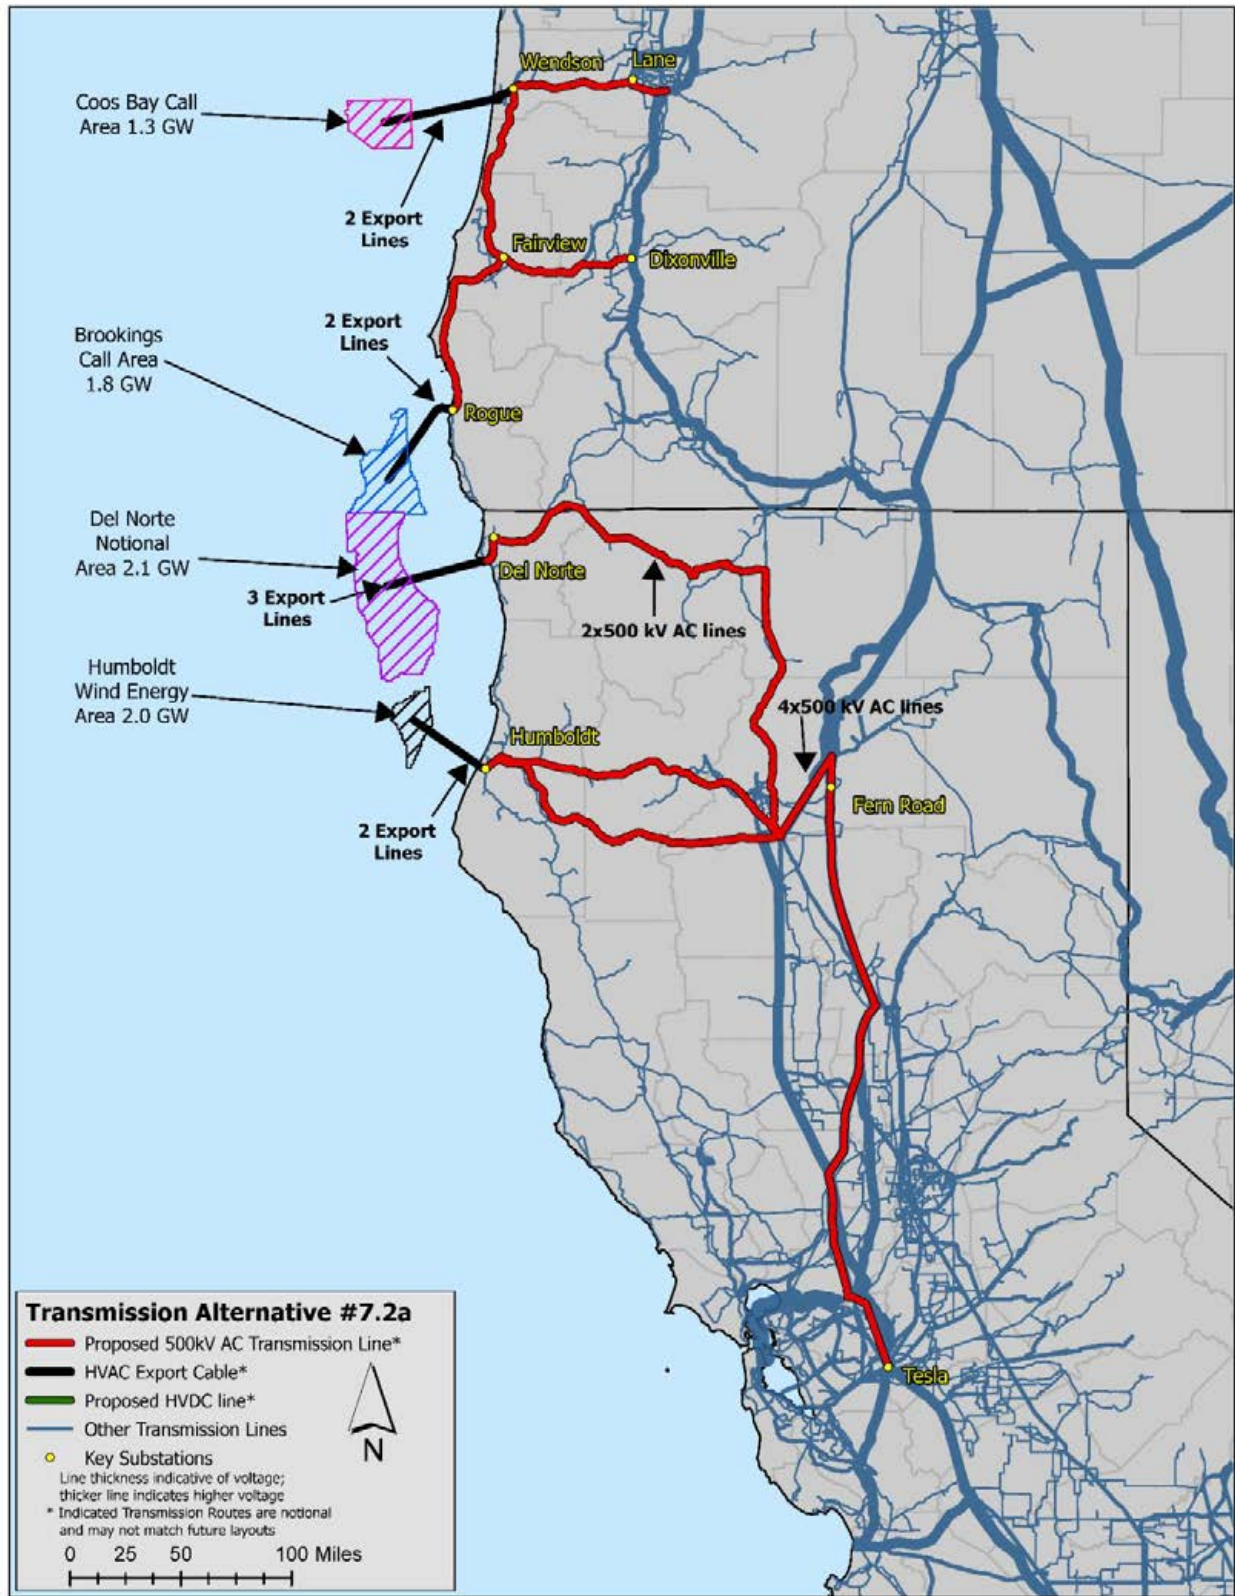 Wendson
Lane
Coos Bay Call
Area 1.3 GW
2 Export
Lines
Fairview
Dixonville
2 Export
Lines
Brookings
Call Area
1.8 GW
Rogue
Del Norte
Notional
Area 2.1 GW
Del Norte
3 Export
Lines
2x500 kV AC lines
Humboldt
Wind Energy
Area 2.0 GW
4x500 kV AC lines
Humboldt
Fern Road
2 Export
Lines
Tesla
Transmission Alternative #7.2a
Proposed 500kV AC Transmission Line*
HVAC Export Cable*
Proposed HVDC line*
Other Transmission Lines
Key Substations
Line thickness indicative of voltage;
thicker line indicates higher voltage
* Indicated Transmission Routes are notional
and may not match future layouts
N
0 25 50 100 Miles